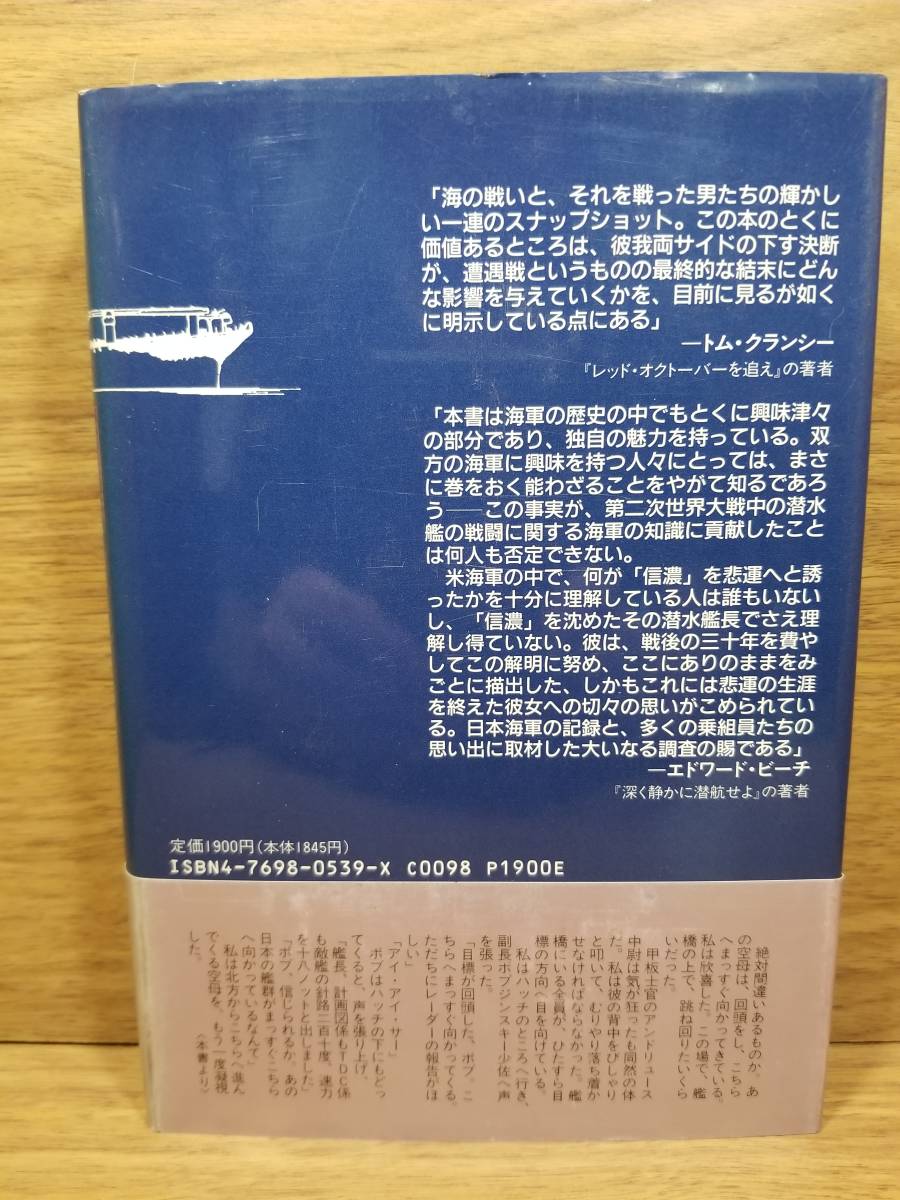 「海の戦いと、それを戦った男たちの輝かし
い一連のスナップショット。この本のとくに
価値あるところは、彼我両サイドの下す決断
が、遭遇戦というものの最終的な結末にどん
な影響を与えていくかを、目前に見るが如く
に明示している点にある」
―トム・クランシー
『レッド・オクトーバーを追え』の著者
「本書は海軍の歴史の中でもとくに興味津々
の部分であり、独自の魅力を持っている。双
方の海軍に興味を持つ人々にとっては、まさ
に巻をおく能わざることをやがて知るであろ
う――この事実が、第二次世界大戦中の潜水
艦の戦闘に関する海軍の知識に貢献したこと
は何人も否定できない。
米海軍の中で、何が「信濃」を悲運へと誘
ったかを十分に理解している人は誰もいない
し、「信濃」を沈めたその潜水艦長でさえ理
解し得ていない。彼は、戦後の三十年を費や
してこの解明に努め、ここにありのままをみ
ごとに描出した、しかもこれには悲運の生涯
を終えた彼女への切々の思いがこめられてい
る。日本海軍の記録と、多くの乗組員たちの
思い出に取材した大いなる調査の賜である」
―エドワード・ビーチ
『深く静かに潜航せよ』の著者
定価1900円(本体1845円)
ISBN4-7698-0539-X C0098 P1900E
絶対間違いあるものか。あ
の空母は、回頭をし、こちら
へまっすぐ向かってきている。
私は欣喜した。この場で、艦
橋の上で、跳ね回りたいくら
いだった。
甲板士官のアンドリュース
中尉は気が狂ったも同然の体
だ。私は彼の背中をぴしゃり
と叩いて、むりやり落ち着か
せなければならなかった。艦
橋にいる全員が、ひたすら目
標の方向へ目を向けている。
私はハッチのところへ行き、
副長ボブジンスキー少佐へ声
を張った。
「目標が回頭した、ボブ。こ
ちらへまっすぐ向かってくる。
ただちにレーダーの報告がほ
しい」
「アイ・アイ・サー」
ボブはハッチの下にもどっ
てくると、声を張り上げ、
「艦長、計画図係もTDC係
も敵艦の針路二百十度、速力
を十八ノットと出しました」
「ボブ、信じられるか、あの
日本の艦群がまっすぐこちら
へ向かっているなんて」
私は北方からこちらへ進ん
でくる空母を、もう一度凝視
した。
〈本書より〉